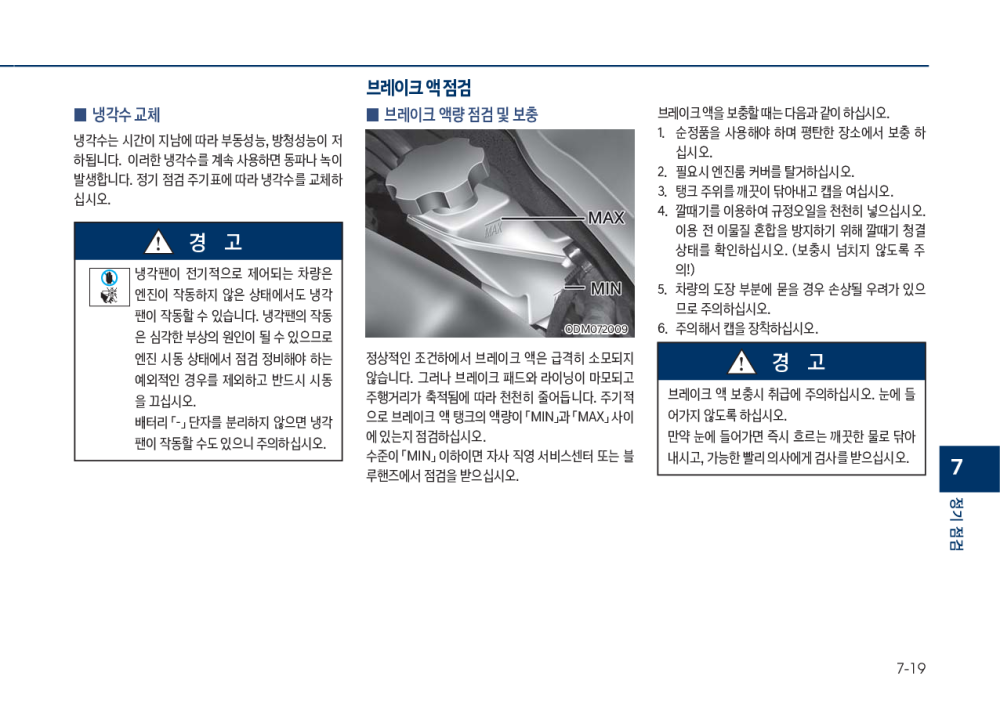 ■ 냉각수 교체
냉각수는 시간이 지남에 따라 부동성능, 방청성능이 저
하됩니다. 이러한 냉각수를 계속 사용하면 동파나 녹이
발생합니다. 정기 점검 주기표에 따라 냉각수를 교체하
십시오.
경 고
냉각팬이 전기적으로 제어되는 차량은
엔진이 작동하지 않은 상태에서도 냉각
팬이 작동할 수 있습니다. 냉각팬의 작동
은 심각한 부상의 원인이 될 수 있으므로
엔진 시동 상태에서 점검 정비해야 하는
예외적인 경우를 제외하고 반드시 시동
을 끄십시오.
배터리 「-」 단자를 분리하지 않으면 냉각
팬이 작동할 수도 있으니 주의하십시오.
브레이크 액 점검
■ 브레이크 액량 점검 및 보충
MAX
MAX
MIN
ODM072009
정상적인 조건하에서 브레이크 액은 급격히 소모되지
않습니다. 그러나 브레이크 패드와 라이닝이 마모되고
주행거리가 축적됨에 따라 천천히 줄어듭니다. 주기적
으로 브레이크 액 탱크의 액량이 「MIN」과 「MAX」 사이
에 있는지 점검하십시오.
수준이 「MIN」 이하이면 자사 직영 서비스센터 또는 블
루핸즈에서 점검을 받으십시오.
브레이크 액을 보충할 때는 다음과 같이 하십시오.
1. 순정품을 사용해야 하며 평탄한 장소에서 보충 하
십시오.
2. 필요시 엔진룸 커버를 탈거하십시오.
3. 탱크 주위를 깨끗이 닦아내고 캡을 여십시오.
4. 깔때기를 이용하여 규정오일을 천천히 넣으십시오.
이용 전 이물질 혼합을 방지하기 위해 깔때기 청결
상태를 확인하십시오. (보충시 넘치지 않도록 주
의!)
5. 차량의 도장 부분에 묻을 경우 손상될 우려가 있으
므로 주의하십시오.
6. 주의해서 캡을 장착하십시오.
경 고
브레이크 액 보충시 취급에 주의하십시오. 눈에 들
어가지 않도록 하십시오.
만약 눈에 들어가면 즉시 흐르는 깨끗한 물로 닦아
내시고, 가능한 빨리 의사에게 검사를 받으십시오.
7
정기 점검
7-19